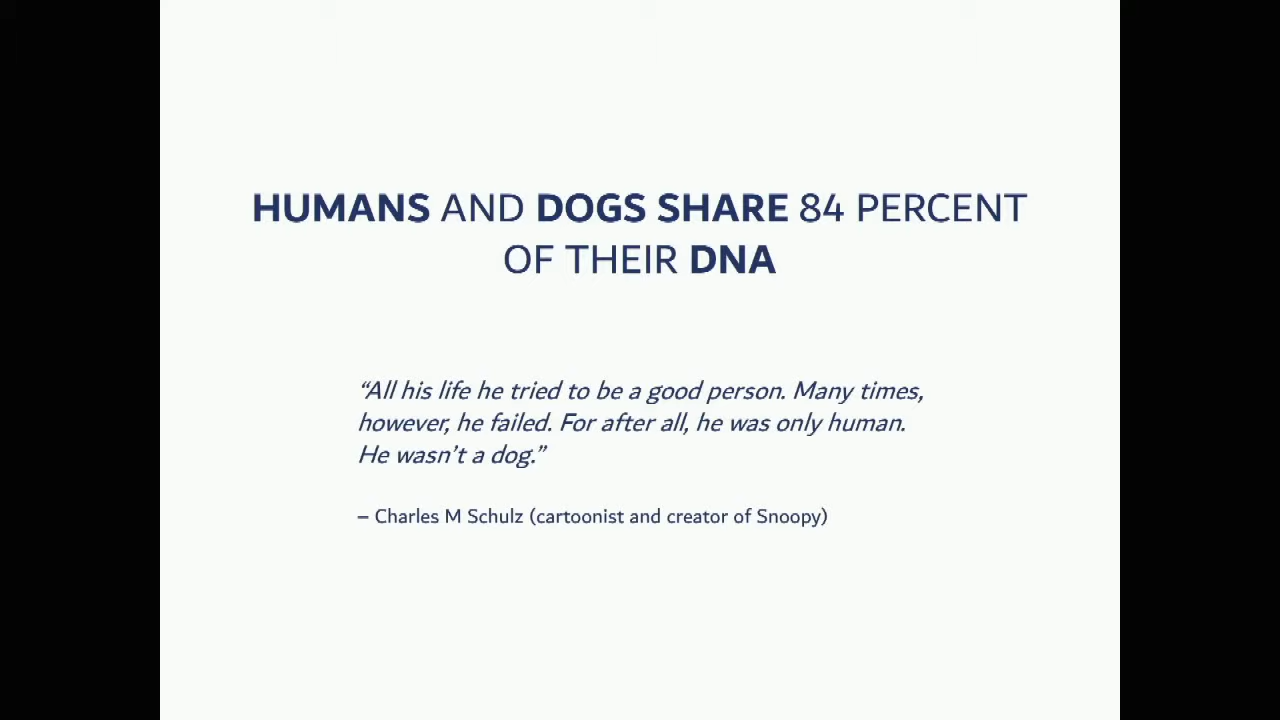 HUMANS AND DOGS SHARE 84 PERCENT
OF THEIR DNA
“All his life he tried to be a good person. Many times,
however, he failed. For after all, he was only human.
He wasn’t a dog.”
– Charles M Schulz (cartoonist and creator of Snoopy)